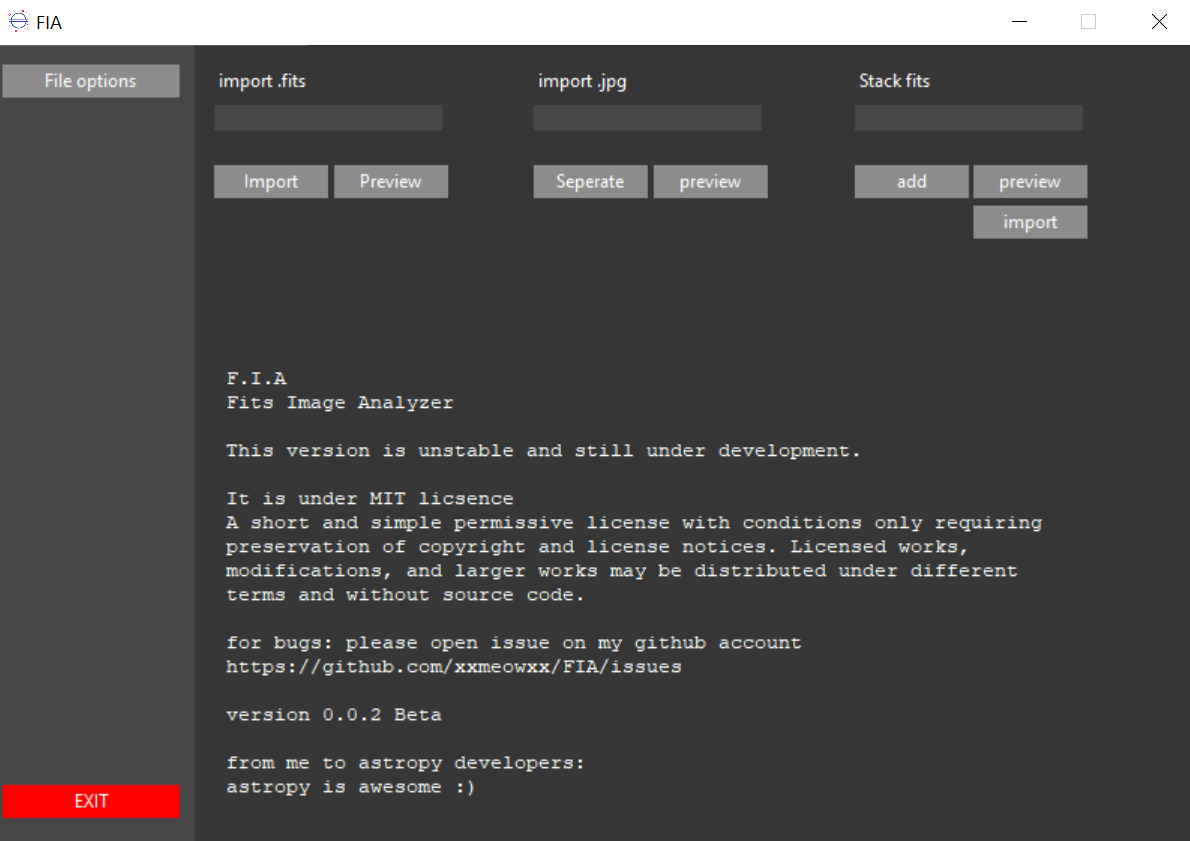 FIA
File options
import .fits
import .jpg
Stack fits
Import
Preview
Seperate
preview
add
preview
import
F.I.A
Fits Image Analyzer
This version is unstable and still under development.
It is under MIT licsence
A short and simple permissive license with conditions only requiring
preservation of copyright and license notices. Licensed works,
modifications, and larger works may be distributed under different
terms and without source code.
for bugs: please open issue on my github account
https://github.com/xxmeowxx/FIA/issues
version 0.0.2 Beta
from me to astropy developers:
astropy is awesome :)
EXIT